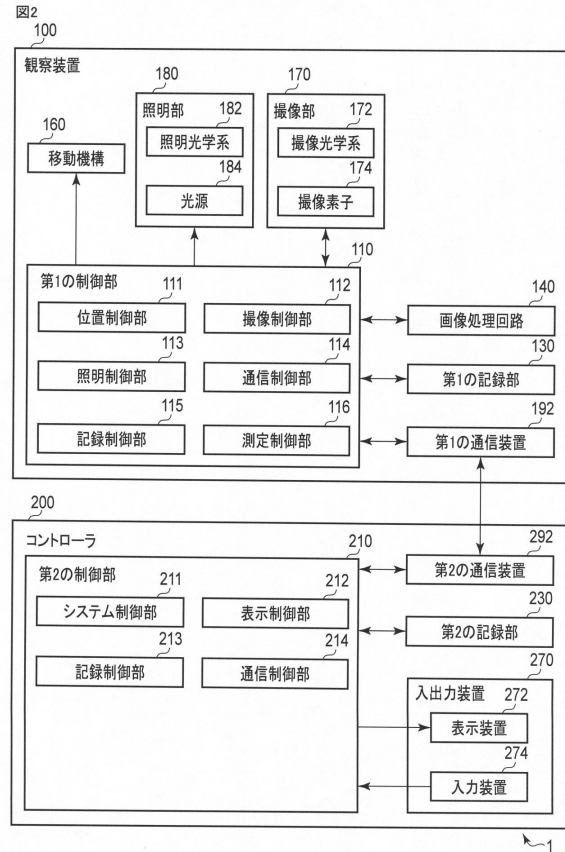 図2
100
観察装置
180
照明部
182
照明光学系
184
光源
170
撮像部
172
撮像光学系
174
撮像素子
160
移動機構
110
第1の制御部
111
位置制御部
112
撮像制御部
113
照明制御部
114
通信制御部
115
記録制御部
116
測定制御部
140
画像処理回路
130
第1の記録部
192
第1の通信装置
200
コントローラ
210
第2の制御部
211
システム制御部
212
表示制御部
213
記録制御部
214
通信制御部
292
第2の通信装置
230
第2の記録部
270
入出力装置
272
表示装置
274
入力装置
1